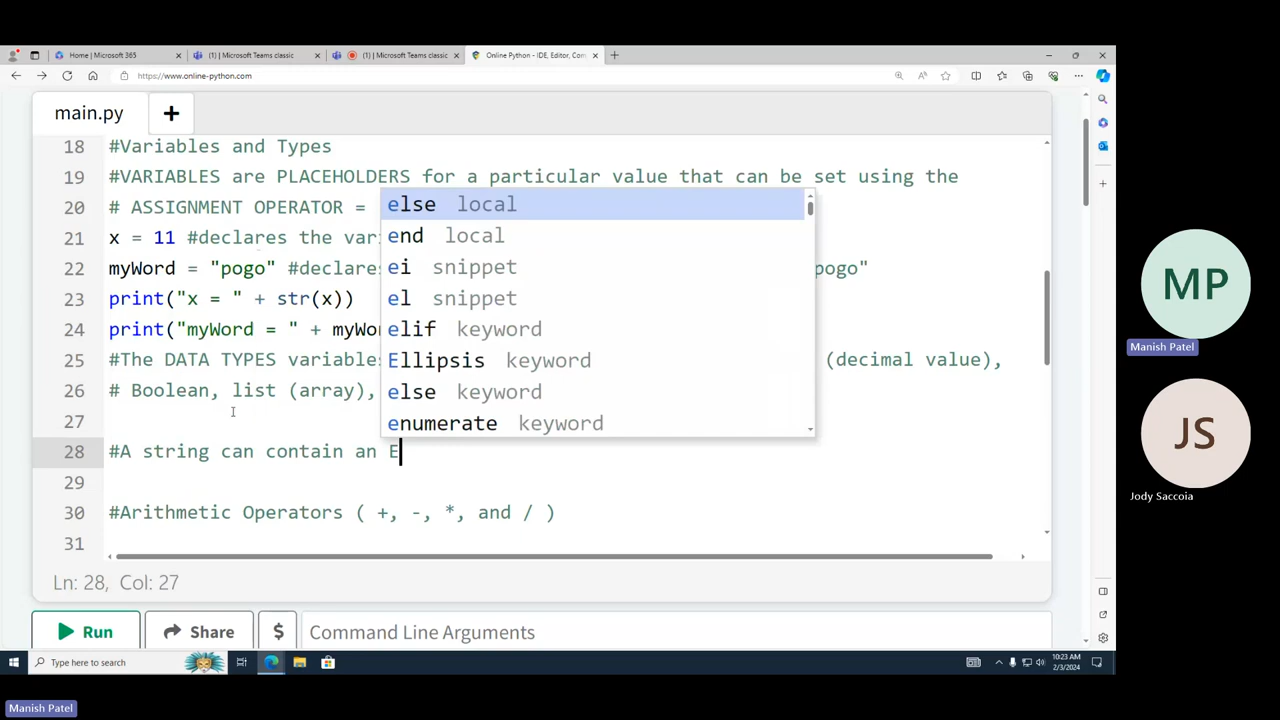 Home | Microsoft 365
(1) | Microsoft Teams classic
(1) | Microsoft Teams classic
Online Python - IDE, Editor, Com
https://www.online-python.com
main.py
+
18 #Variables and Types
19 #VARIABLES are PLACEHOLDERS for a particular value that can be set using the
20 # ASSIGNMENT OPERATOR =
21 x = 11 #declares the var
22 myWord = "pogo" #declares pogo"
23 print("x = " + str(x))
24 print("myWord = " + myWo
25 #The DATA TYPES variables (decimal value),
26 # Boolean, list (array),
27
28 #A string can contain an E
29
30 #Arithmetic Operators ( +, -, *, and / )
31
else local
end local
ei snippet
el snippet
elif keyword
Ellipsis keyword
else keyword
enumerate keyword
Ln: 28, Col: 27
Run
Share
$
Command Line Arguments
Type here to search
10:23 AM
2/3/2024
MP
Manish Patel
JS
Jody Saccoia
Manish Patel